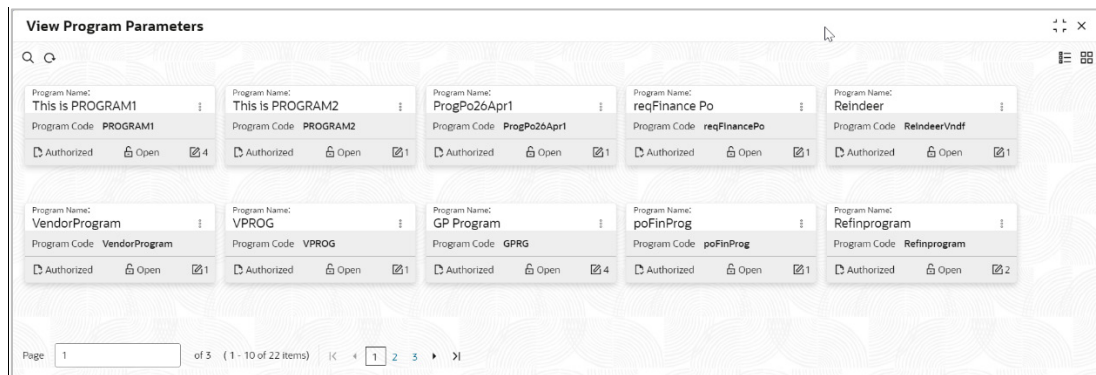 View Program Parameters
Program Name: Program Name: Program Name: Program Name: Program Name:
This is PROGRAM1 This is PROGRAM2 ProgPo26Apr1 reqFinance Po Reindeer
Program Code PROGRAM1 Program Code PROGRAM2 Program Code ProgPo26Apr1 Program Code reqFinancePo Program Code ReindeerVndf
Authorized Open 4 Authorized Open 1 Authorized Open 1 Authorized Open 1 Authorized Open 1
Program Name: Program Name: Program Name: Program Name: Program Name:
VendorProgram VPROG GP Program poFinProg Refinprogram
Program Code VendorProgram Program Code VPROG Program Code GPRG Program Code poFinProg Program Code Refinprogram
Authorized Open 1 Authorized Open 1 Authorized Open 4 Authorized Open 1 Authorized Open 2
Page 1 of 3 (1 - 10 of 22 items) 1 2 3